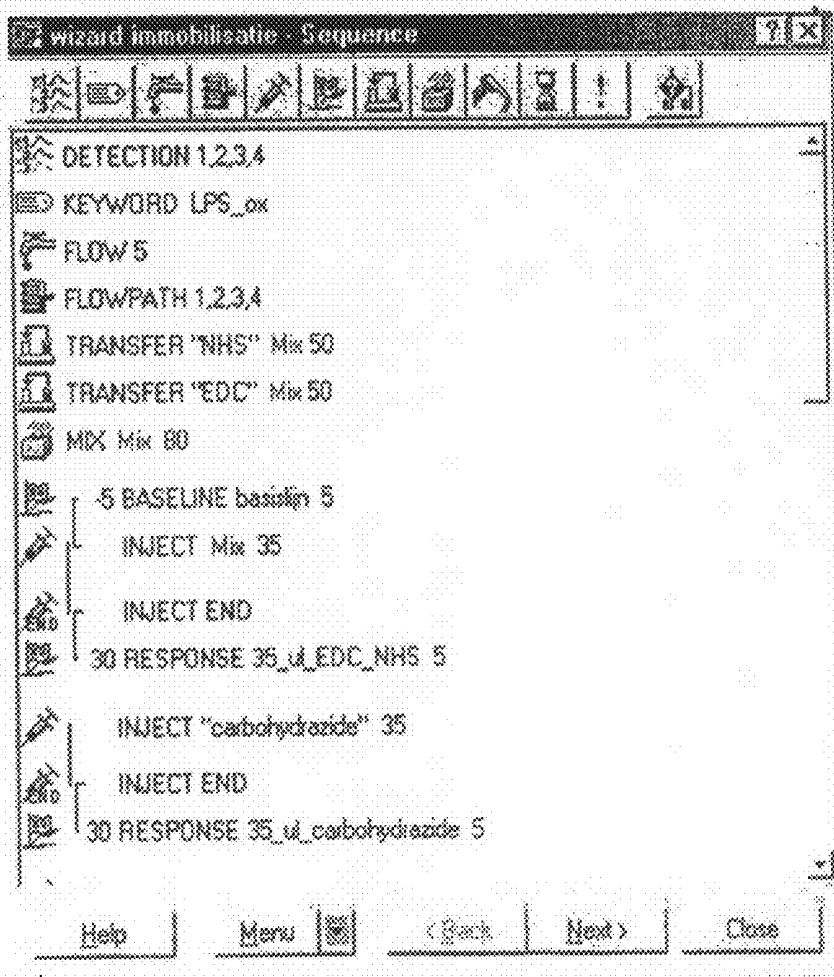 wizard immobilisatie - Sequence
DETECTION 1,2,3,4
KEYWORD LPS_ox
FLOW 5
FLOWPATH 1,2,3,4
TRANSFER "NHS" Mix 50
TRANSFER "EDC" Mix 50
MIX Mix 80
-5 BASELINE basislijn 5
INJECT Mix 35
INJECT END
30 RESPONSE 35_ul_EDC_NHS 5
INJECT "carbohydrazide" 35
INJECT END
30 RESPONSE 35_ul_carbohydrazide 5
Help Menu < Back Next > Close